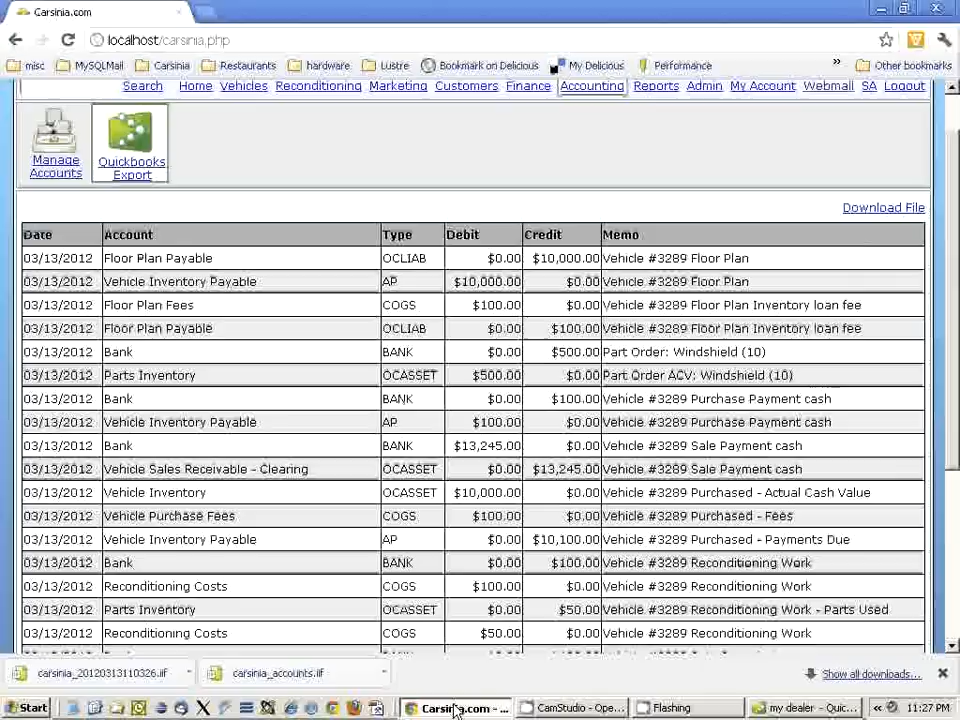 Carsinia.com
localhost/carsinia.php
misc MySQLMail Carsinia Restaurants hardware Lustre Bookmark on Delicious My Delicious Performance » Other bookmarks
Search Home Vehicles Reconditioning Marketing Customers Finance Accounting Reports Admin My Account Webmail SA Logout
Manage Accounts
Quickbooks Export
Download File
Date Account Type Debit Credit Memo
03/13/2012 Floor Plan Payable OCLIAB $0.00 $10,000.00 Vehicle #3289 Floor Plan
03/13/2012 Vehicle Inventory Payable AP $10,000.00 $0.00 Vehicle #3289 Floor Plan
03/13/2012 Floor Plan Fees COGS $100.00 $0.00 Vehicle #3289 Floor Plan Inventory loan fee
03/13/2012 Floor Plan Payable OCLIAB $0.00 $100.00 Vehicle #3289 Floor Plan Inventory loan fee
03/13/2012 Bank BANK $0.00 $500.00 Part Order: Windshield (10)
03/13/2012 Parts Inventory OCASSET $500.00 $0.00 Part Order ACV: Windshield (10)
03/13/2012 Bank BANK $0.00 $100.00 Vehicle #3289 Purchase Payment cash
03/13/2012 Vehicle Inventory Payable AP $100.00 $0.00 Vehicle #3289 Purchase Payment cash
03/13/2012 Bank BANK $13,245.00 $0.00 Vehicle #3289 Sale Payment cash
03/13/2012 Vehicle Sales Receivable - Clearing OCASSET $0.00 $13,245.00 Vehicle #3289 Sale Payment cash
03/13/2012 Vehicle Inventory OCASSET $10,000.00 $0.00 Vehicle #3289 Purchased - Actual Cash Value
03/13/2012 Vehicle Purchase Fees COGS $100.00 $0.00 Vehicle #3289 Purchased - Fees
03/13/2012 Vehicle Inventory Payable AP $0.00 $10,100.00 Vehicle #3289 Purchased - Payments Due
03/13/2012 Bank BANK $0.00 $100.00 Vehicle #3289 Reconditioning Work
03/13/2012 Reconditioning Costs COGS $100.00 $0.00 Vehicle #3289 Reconditioning Work
03/13/2012 Parts Inventory OCASSET $0.00 $50.00 Vehicle #3289 Reconditioning Work - Parts Used
03/13/2012 Reconditioning Costs COGS $50.00 $0.00 Vehicle #3289 Reconditioning Work
carsinia_20120313110326.iif carsinia_accounts.iif Show all downloads...
Start Carsinia.com - ... CamStudio - Ope... Flashing my dealer - Quic... « 11:27 PM